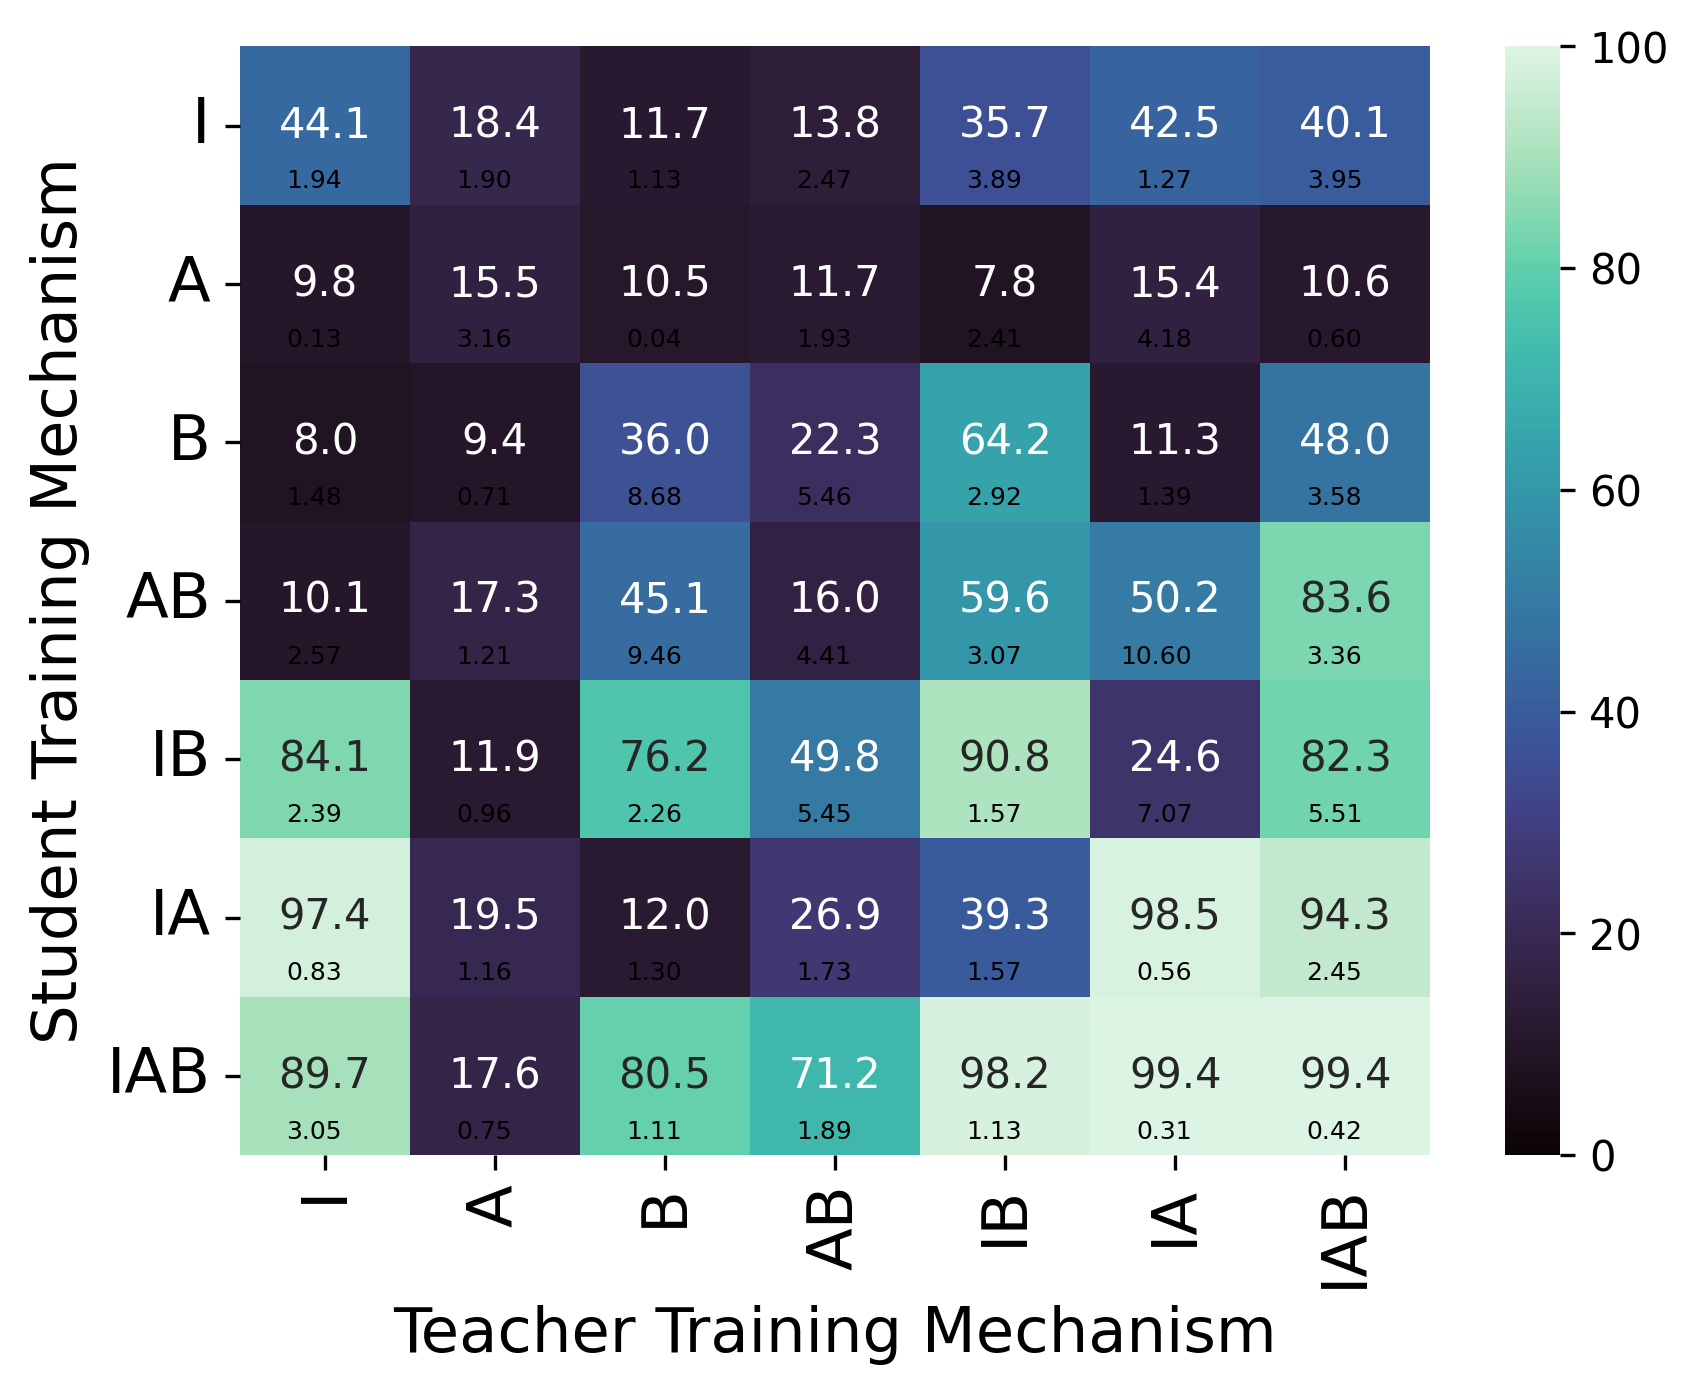 Student Training Mechanism
I 44.1 18.4 11.7 13.8 35.7 42.5 40.1
1.94 1.90 1.13 2.47 3.89 1.27 3.95
A 9.8 15.5 10.5 11.7 7.8 15.4 10.6
0.13 3.16 0.04 1.93 2.41 4.18 0.60
B 8.0 9.4 36.0 22.3 64.2 11.3 48.0
1.48 0.71 8.68 5.46 2.92 1.39 3.58
AB 10.1 17.3 45.1 16.0 59.6 50.2 83.6
2.57 1.21 9.46 4.41 3.07 10.60 3.36
IB 84.1 11.9 76.2 49.8 90.8 24.6 82.3
2.39 0.96 2.26 5.45 1.57 7.07 5.51
IA 97.4 19.5 12.0 26.9 39.3 98.5 94.3
0.83 1.16 1.30 1.73 1.57 0.56 2.45
IAB 89.7 17.6 80.5 71.2 98.2 99.4 99.4
3.05 0.75 1.11 1.89 1.13 0.31 0.42
I A B AB IB IA IAB
Teacher Training Mechanism
100
80
60
40
20
0